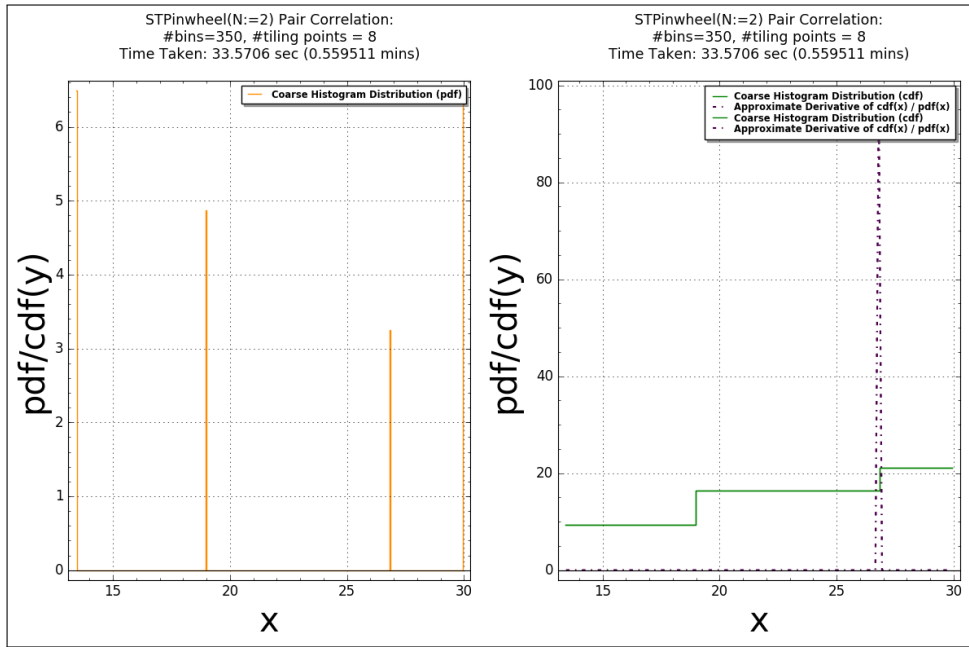 STPinwheel(N:=2) Pair Correlation:
#bins=350, #tiling points = 8
Time Taken: 33.5706 sec (0.559511 mins)
Coarse Histogram Distribution (pdf)
6
5
4
3
2
1
0
15
20
25
30
pdf/cdf(y)
x
STPinwheel(N:=2) Pair Correlation:
#bins=350, #tiling points = 8
Time Taken: 33.5706 sec (0.559511 mins)
Coarse Histogram Distribution (cdf)
Approximate Derivative of cdf(x) / pdf(x)
Coarse Histogram Distribution (cdf)
Approximate Derivative of cdf(x) / pdf(x)
100
80
60
40
20
0
15
20
25
30
pdf/cdf(y)
x